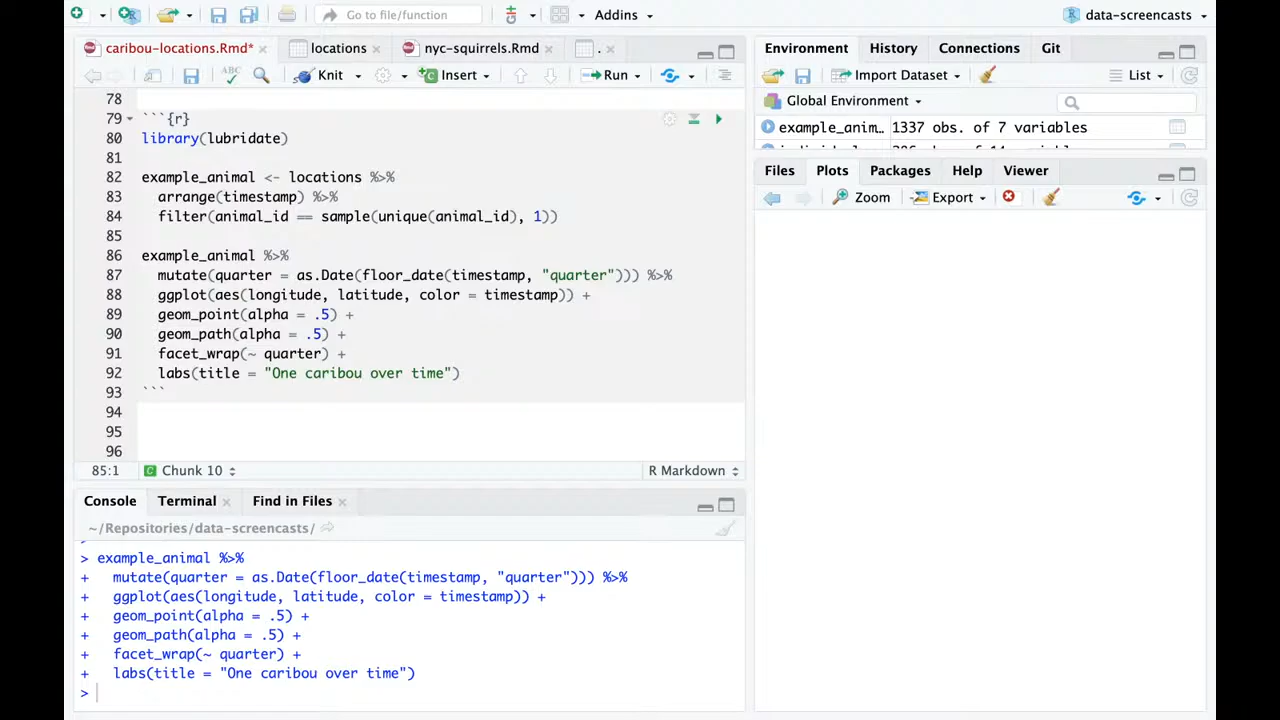 Go to file/function
Addins
data-screencasts
caribou-locations.Rmd*
locations
nyc-squirrels.Rmd
.
ABC
Knit
Insert
Run
78
79 ```{r}
80 library(lubridate)
81
82 example_animal <- locations %>%
83 arrange(timestamp) %>%
84 filter(animal_id == sample(unique(animal_id), 1))
85
86 example_animal %>%
87 mutate(quarter = as.Date(floor_date(timestamp, "quarter"))) %>%
88 ggplot(aes(longitude, latitude, color = timestamp)) +
89 geom_point(alpha = .5) +
90 geom_path(alpha = .5) +
91 facet_wrap(~ quarter) +
92 labs(title = "One caribou over time")
93 ```
94
95
96
85:1
Chunk 10
R Markdown
Console
Terminal
Find in Files
~/Repositories/data-screencasts/
> example_animal %>%
+ mutate(quarter = as.Date(floor_date(timestamp, "quarter"))) %>%
+ ggplot(aes(longitude, latitude, color = timestamp)) +
+ geom_point(alpha = .5) +
+ geom_path(alpha = .5) +
+ facet_wrap(~ quarter) +
+ labs(title = "One caribou over time")
>
Environment
History
Connections
Git
Import Dataset
List
Global Environment
example_anim… 1337 obs. of 7 variables
Files
Plots
Packages
Help
Viewer
Zoom
Export